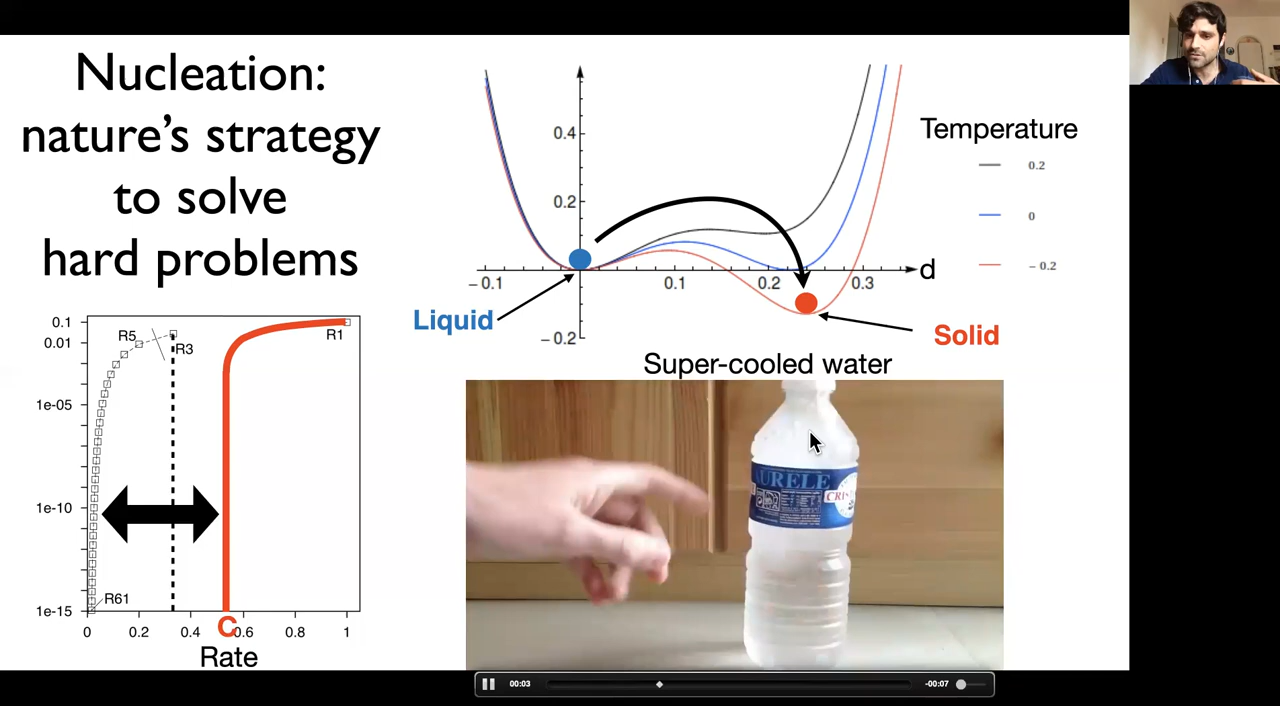 Nucleation:
nature's strategy
to solve
hard problems
0.4
0.2
−0.1
0.1
0.2
0.3
d
−0.2
Liquid
Solid
Temperature
0.2
0
−0.2
Super-cooled water
0.1
0.01
1e-05
1e-10
1e-15
R5
R3
R1
R61
0
0.2
0.4
C
0.6
0.8
1
Rate
URELE
CRIS
00:03
-00:07